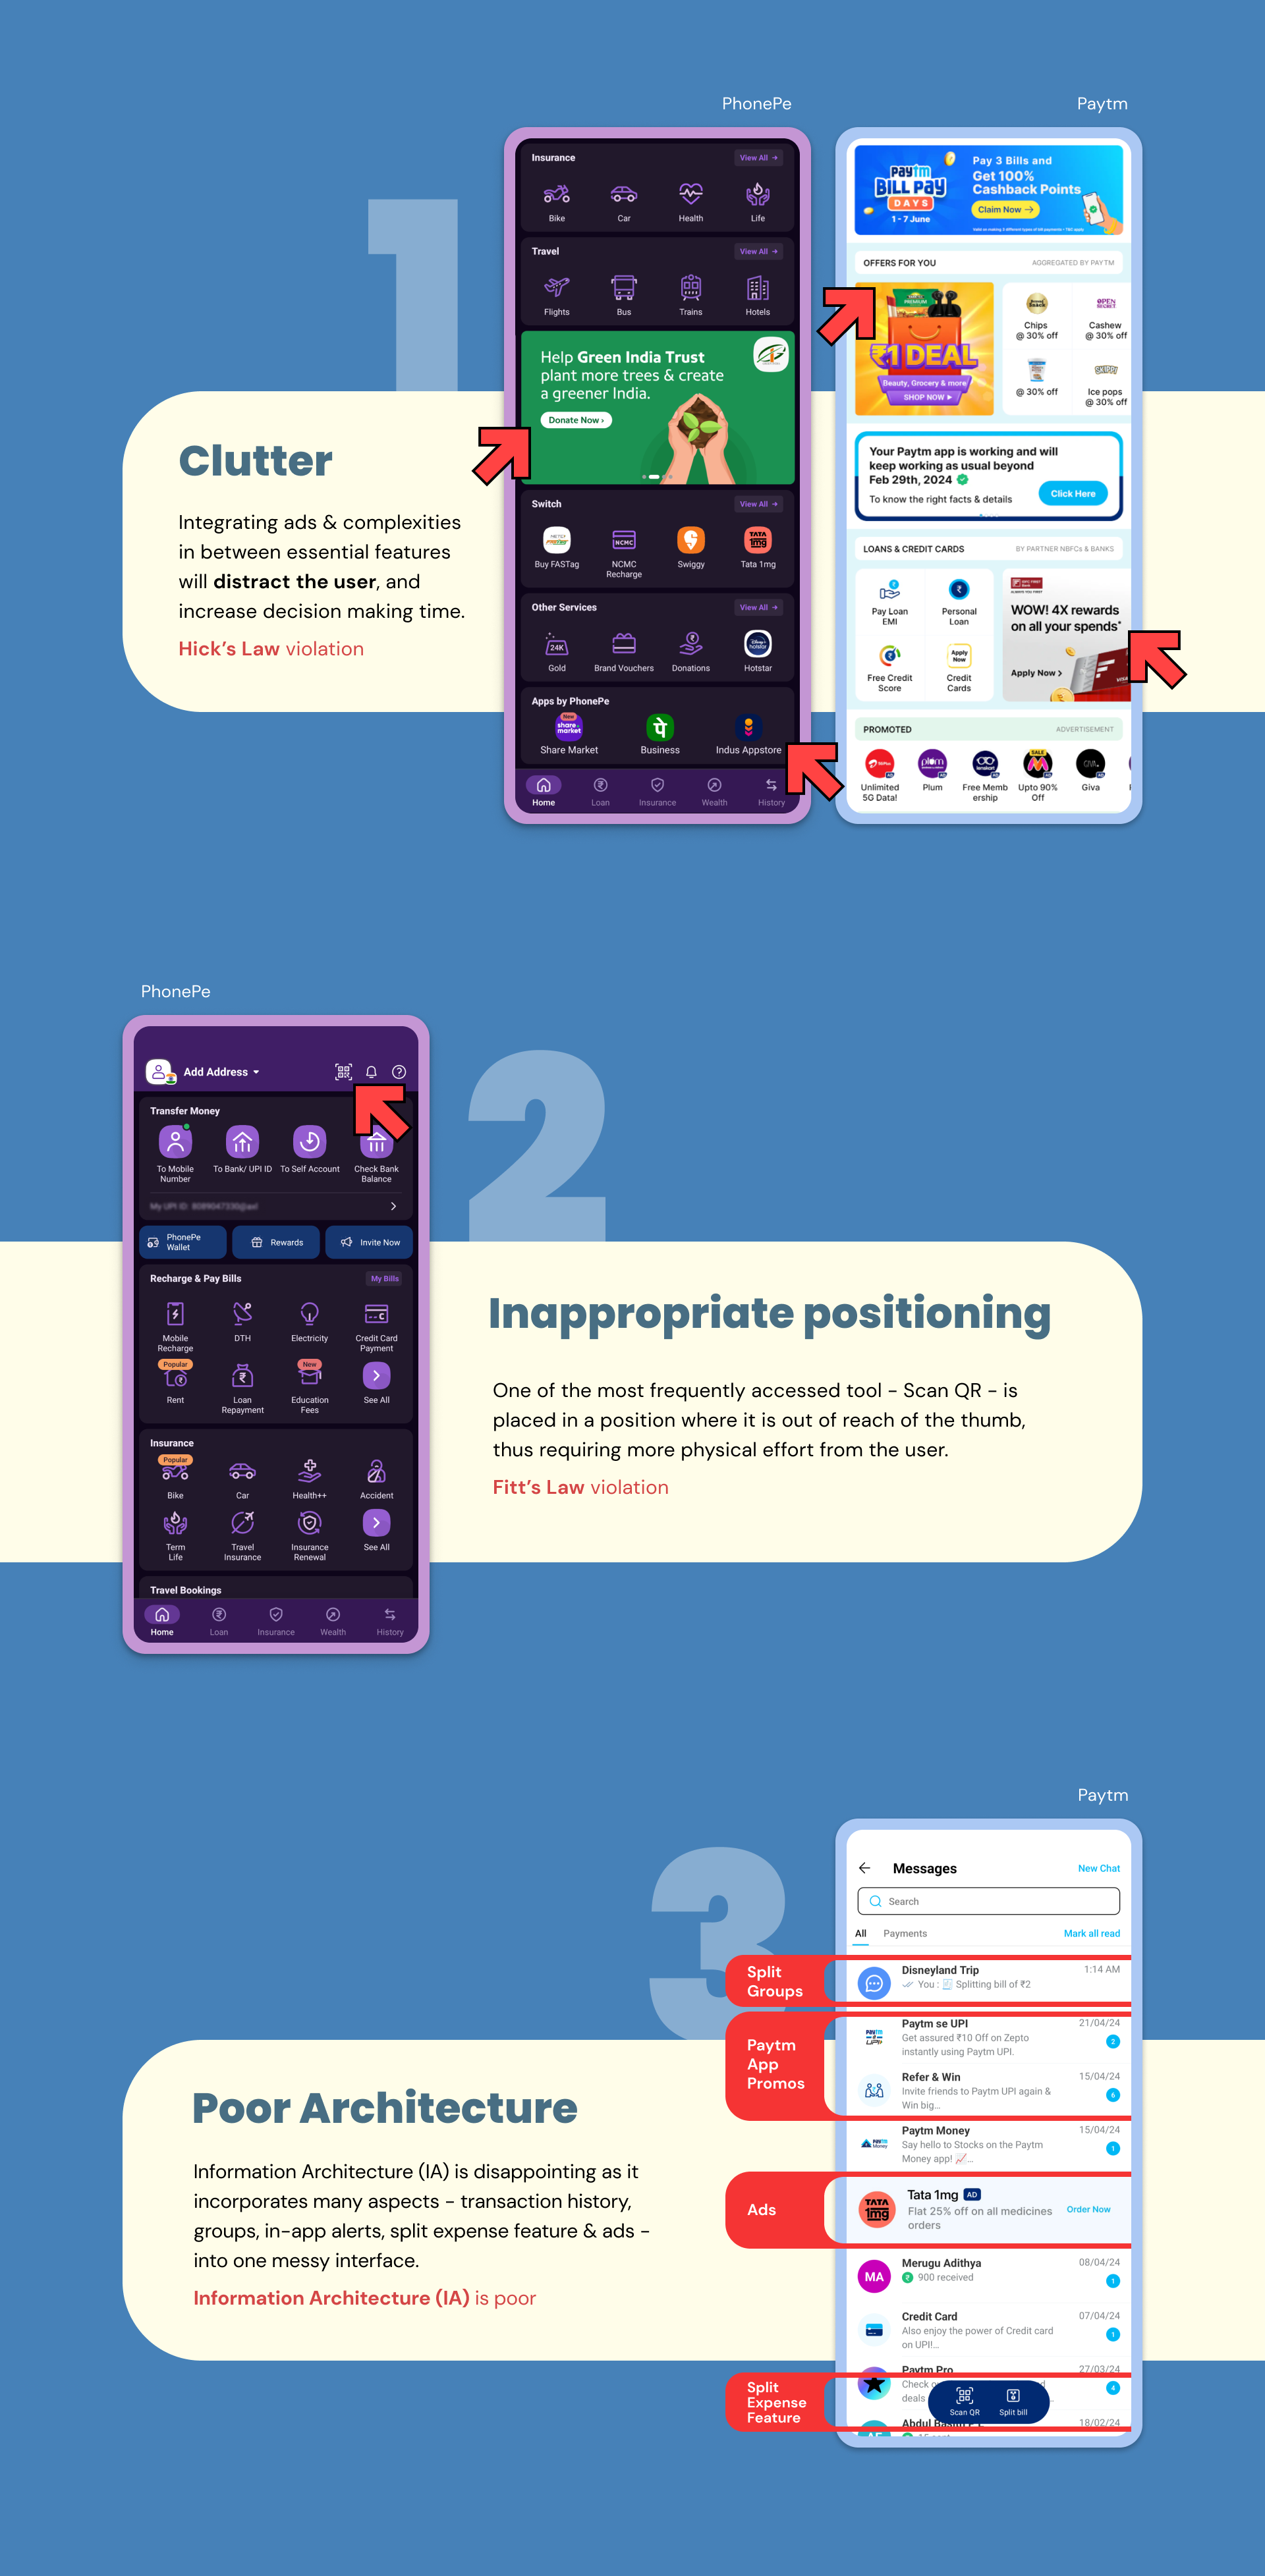 PhonePe
Paytm
1
Clutter
Integrating ads & complexities
in between essential features
will distract the user, and
increase decision making time.
Hick's Law violation
Insurance
View All →
Bike
Car
Health
Life
Travel
View All →
Flights
Bus
Trains
Hotels
Help Green India Trust
plant more trees & create
a greener India.
Donate Now ›
Switch
View All →
NCMC
TATA
1mg
Buy FASTag
NCMC
Recharge
Swiggy
Tata 1mg
Other Services
View All →
24K
Gold
Brand Vouchers
Donations
Hotstar
Apps by PhonePe
New
share.
market
Share Market
Business
Indus Appstore
Home
Loan
Insurance
Wealth
History
paytm
BILL PAY
DAYS
1 - 7 June
Pay 3 Bills and
Get 100%
Cashback Points
Claim Now →
OFFERS FOR YOU
AGGREGATED BY PAYTM
₹1 DEAL
Beauty, Grocery & more
SHOP NOW ▶
Chips
@ 30% off
OPEN
SECRET
Cashew
@ 30% off
@ 30% off
SKIPPI
Ice pops
@ 30% off
Your Paytm app is working and will
keep working as usual beyond
Feb 29th, 2024
To know the right facts & details
Click Here
LOANS & CREDIT CARDS
BY PARTNER NBFCs & BANKS
Pay Loan
EMI
Personal
Loan
Free Credit
Score
Apply
Now
Credit
Cards
WOW! 4X rewards
on all your spends*
Apply Now >
PROMOTED
ADVERTISEMENT
Unlimited
5G Data!
plum
Plum
lenskart
Free Memb
ership
SALE
Upto 90%
Off
GIVA
Giva
PhonePe
2
Add Address
Transfer Money
To Mobile
Number
To Bank/ UPI ID
To Self Account
Check Bank
Balance
PhonePe
Wallet
Rewards
Invite Now
Recharge & Pay Bills
My Bills
Mobile
Recharge
DTH
Electricity
Credit Card
Payment
Popular
Rent
Loan
Repayment
New
Education
Fees
See All
Insurance
Popular
Bike
Car
Health++
Accident
Term
Life
Travel
Insurance
Insurance
Renewal
See All
Travel Bookings
Home
Loan
Insurance
Wealth
History
Inappropriate positioning
One of the most frequently accessed tool - Scan QR - is
placed in a position where it is out of reach of the thumb,
thus requiring more physical effort from the user.
Fitt's Law violation
Paytm
3
Poor Architecture
Information Architecture (IA) is disappointing as it
incorporates many aspects - transaction history,
groups, in-app alerts, split expense feature & ads -
into one messy interface.
Information Architecture (IA) is poor
Split
Groups
Paytm
App
Promos
Ads
Split
Expense
Feature
Messages
New Chat
Search
All
Payments
Mark all read
Disneyland Trip
1:14 AM
You : Splitting bill of ₹2
Paytm se UPI
21/04/24
Get assured ₹10 Off on Zepto
instantly using Paytm UPI.
2
Refer & Win
15/04/24
Invite friends to Paytm UPI again &
Win big...
6
Paytm Money
15/04/24
Say hello to Stocks on the Paytm
Money app! 📈...
1
TATA
1mg
Tata 1mg AD
Flat 25% off on all medicines
orders
Order Now
MA
Merugu Adithya
08/04/24
900 received
1
Credit Card
07/04/24
Also enjoy the power of Credit card
on UPI!...
1
Paytm Pro
27/03/24
deals
4
Scan QR
Split bill
18/02/24